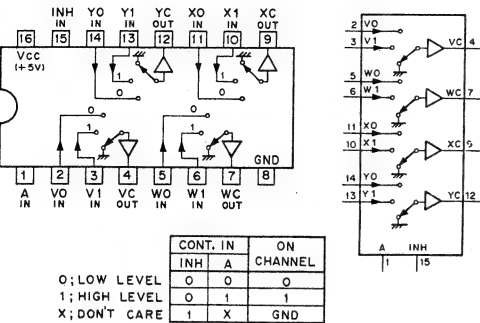 INH Y0 Y1 YC X0 X1 XC
IN IN IN OUT IN IN OUT
16 15 14 13 12 11 10 9
VCC
(+5V)
1 1
0 0
0 0
1 1
GND
1 2 3 4 5 6 7 8
A V0 V1 VC W0 W1 WC
IN IN IN OUT IN IN OUT
2 V0
3 V1 VC 4
5 W0
6 W1 WC 7
11 X0
10 X1 XC 9
14 Y0
13 Y1 YC 12
A INH
1 15
CONT. IN ON
INH A CHANNEL
0; LOW LEVEL 0 0 0
1; HIGH LEVEL 0 1 1
X; DON'T CARE 1 X GND